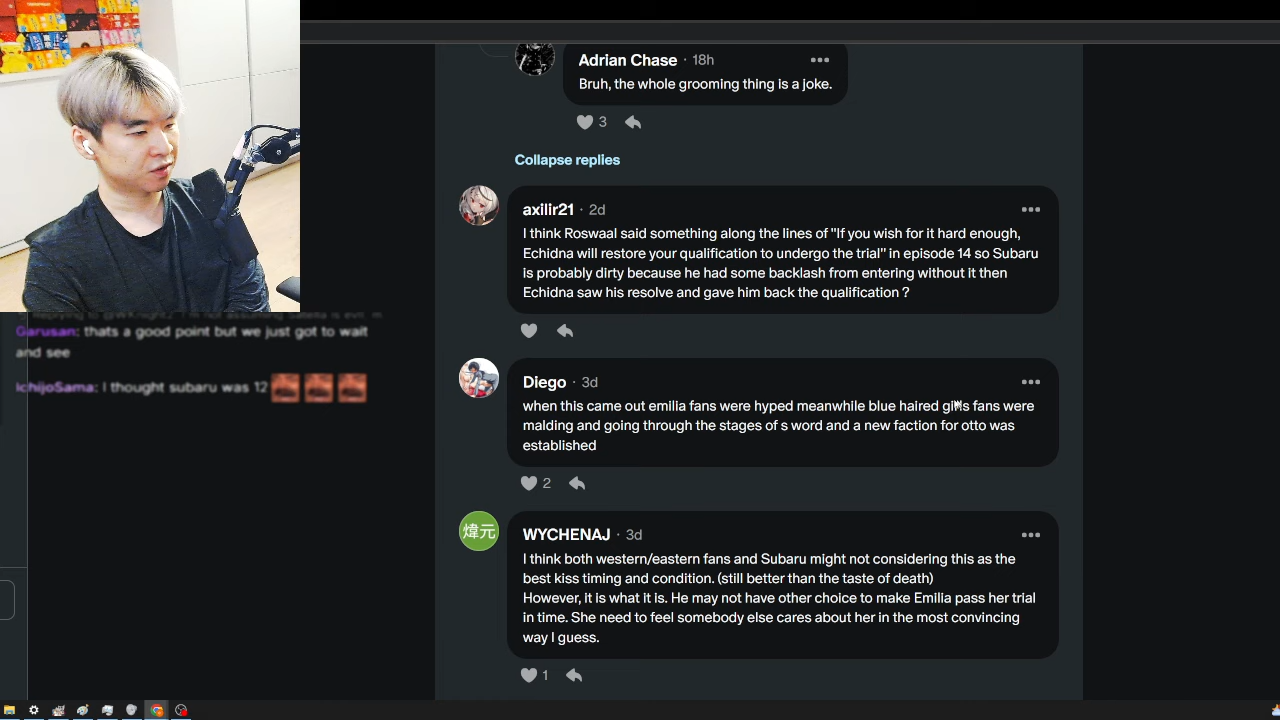 Adrian Chase · 18h
Bruh, the whole grooming thing is a joke.
3
Collapse replies
axilir21 · 2d
I think Roswaal said something along the lines of "If you wish for it hard enough,
Echidna will restore your qualification to undergo the trial" in episode 14 so Subaru
is probably dirty because he had some backlash from entering without it then
Echidna saw his resolve and gave him back the qualification ?
Garusan: thats a good point but we just got to wait
and see
IchijoSama: I thought subaru was 12
Diego · 3d
when this came out emilia fans were hyped meanwhile blue haired girls fans were
malding and going through the stages of s word and a new faction for otto was
established
2
煒元
WYCHENAJ · 3d
I think both western/eastern fans and Subaru might not considering this as the
best kiss timing and condition. (still better than the taste of death)
However, it is what it is. He may not have other choice to make Emilia pass her trial
in time. She need to feel somebody else cares about her in the most convincing
way I guess.
1